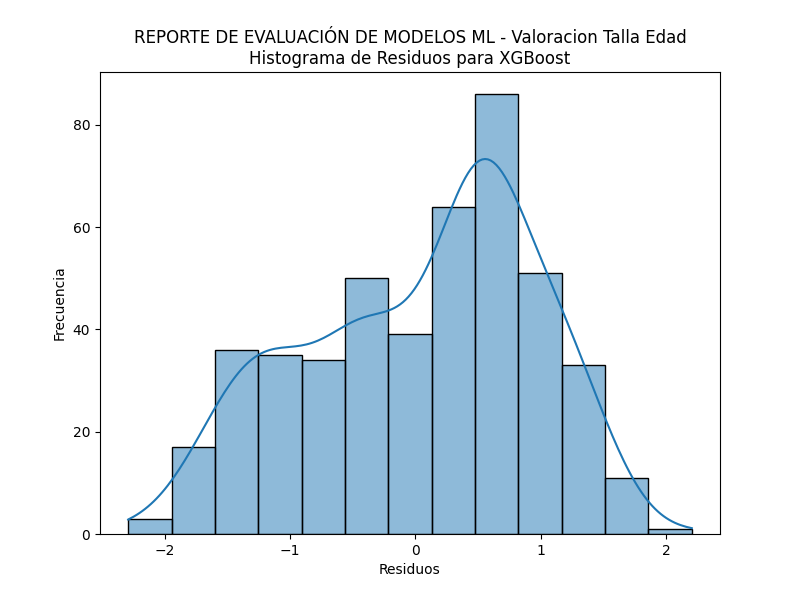 REPORTE DE EVALUACIÓN DE MODELOS ML - Valoracion Talla Edad
Histograma de Residuos para XGBoost
80
60
40
20
0
Frecuencia
−2
−1
0
1
2
Residuos